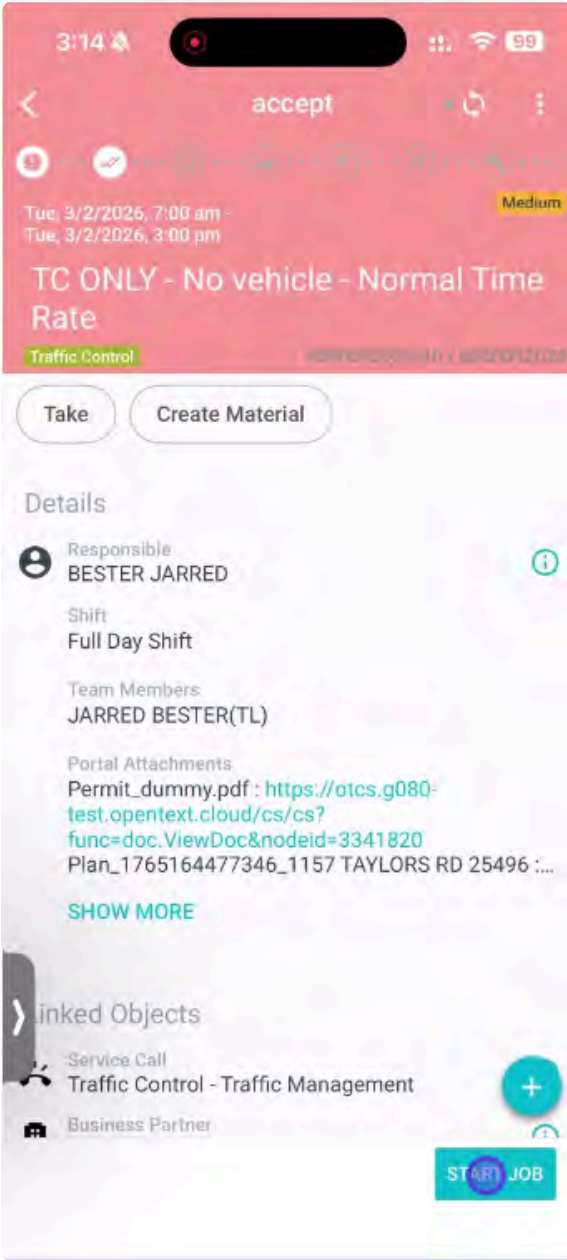 3:14
99
accept
Tue, 3/2/2026, 7:00 am -
Tue, 3/2/2026, 3:00 pm
Medium
TC ONLY - No vehicle - Normal Time
Rate
Traffic Control
Take
Create Material
Details
Responsible
BESTER JARRED
Shift
Full Day Shift
Team Members
JARRED BESTER(TL)
Portal Attachments
Permit_dummy.pdf : https://otcs.g080-
test.opentext.cloud/cs/cs?
func=doc.ViewDoc&nodeid=3341820
Plan_1765164477346_1157 TAYLORS RD 25496 :...
SHOW MORE
inked Objects
Service Call
Traffic Control - Traffic Management
Business Partner
START JOB